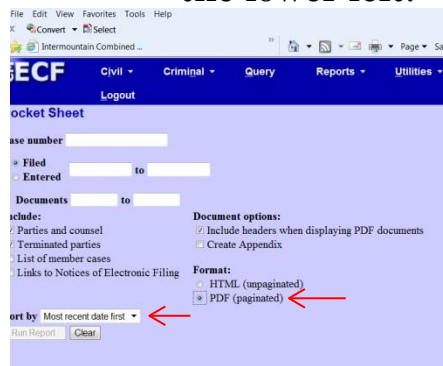 File Edit View Favorites Tools Help
x Convert Select
Intermountain Combined ... » Page Sa
ECF Civil Criminal Query Reports Utilities
Logout
ocket Sheet
ase number
Filed
Entered to
Documents to
nclude: Document options:
Parties and counsel Include headers when displaying PDF documents
Terminated parties Create Appendix
List of member cases
Links to Notices of Electronic Filing Format:
HTML (unpaginated)
PDF (paginated)
ort by Most recent date first
Run Report Clear